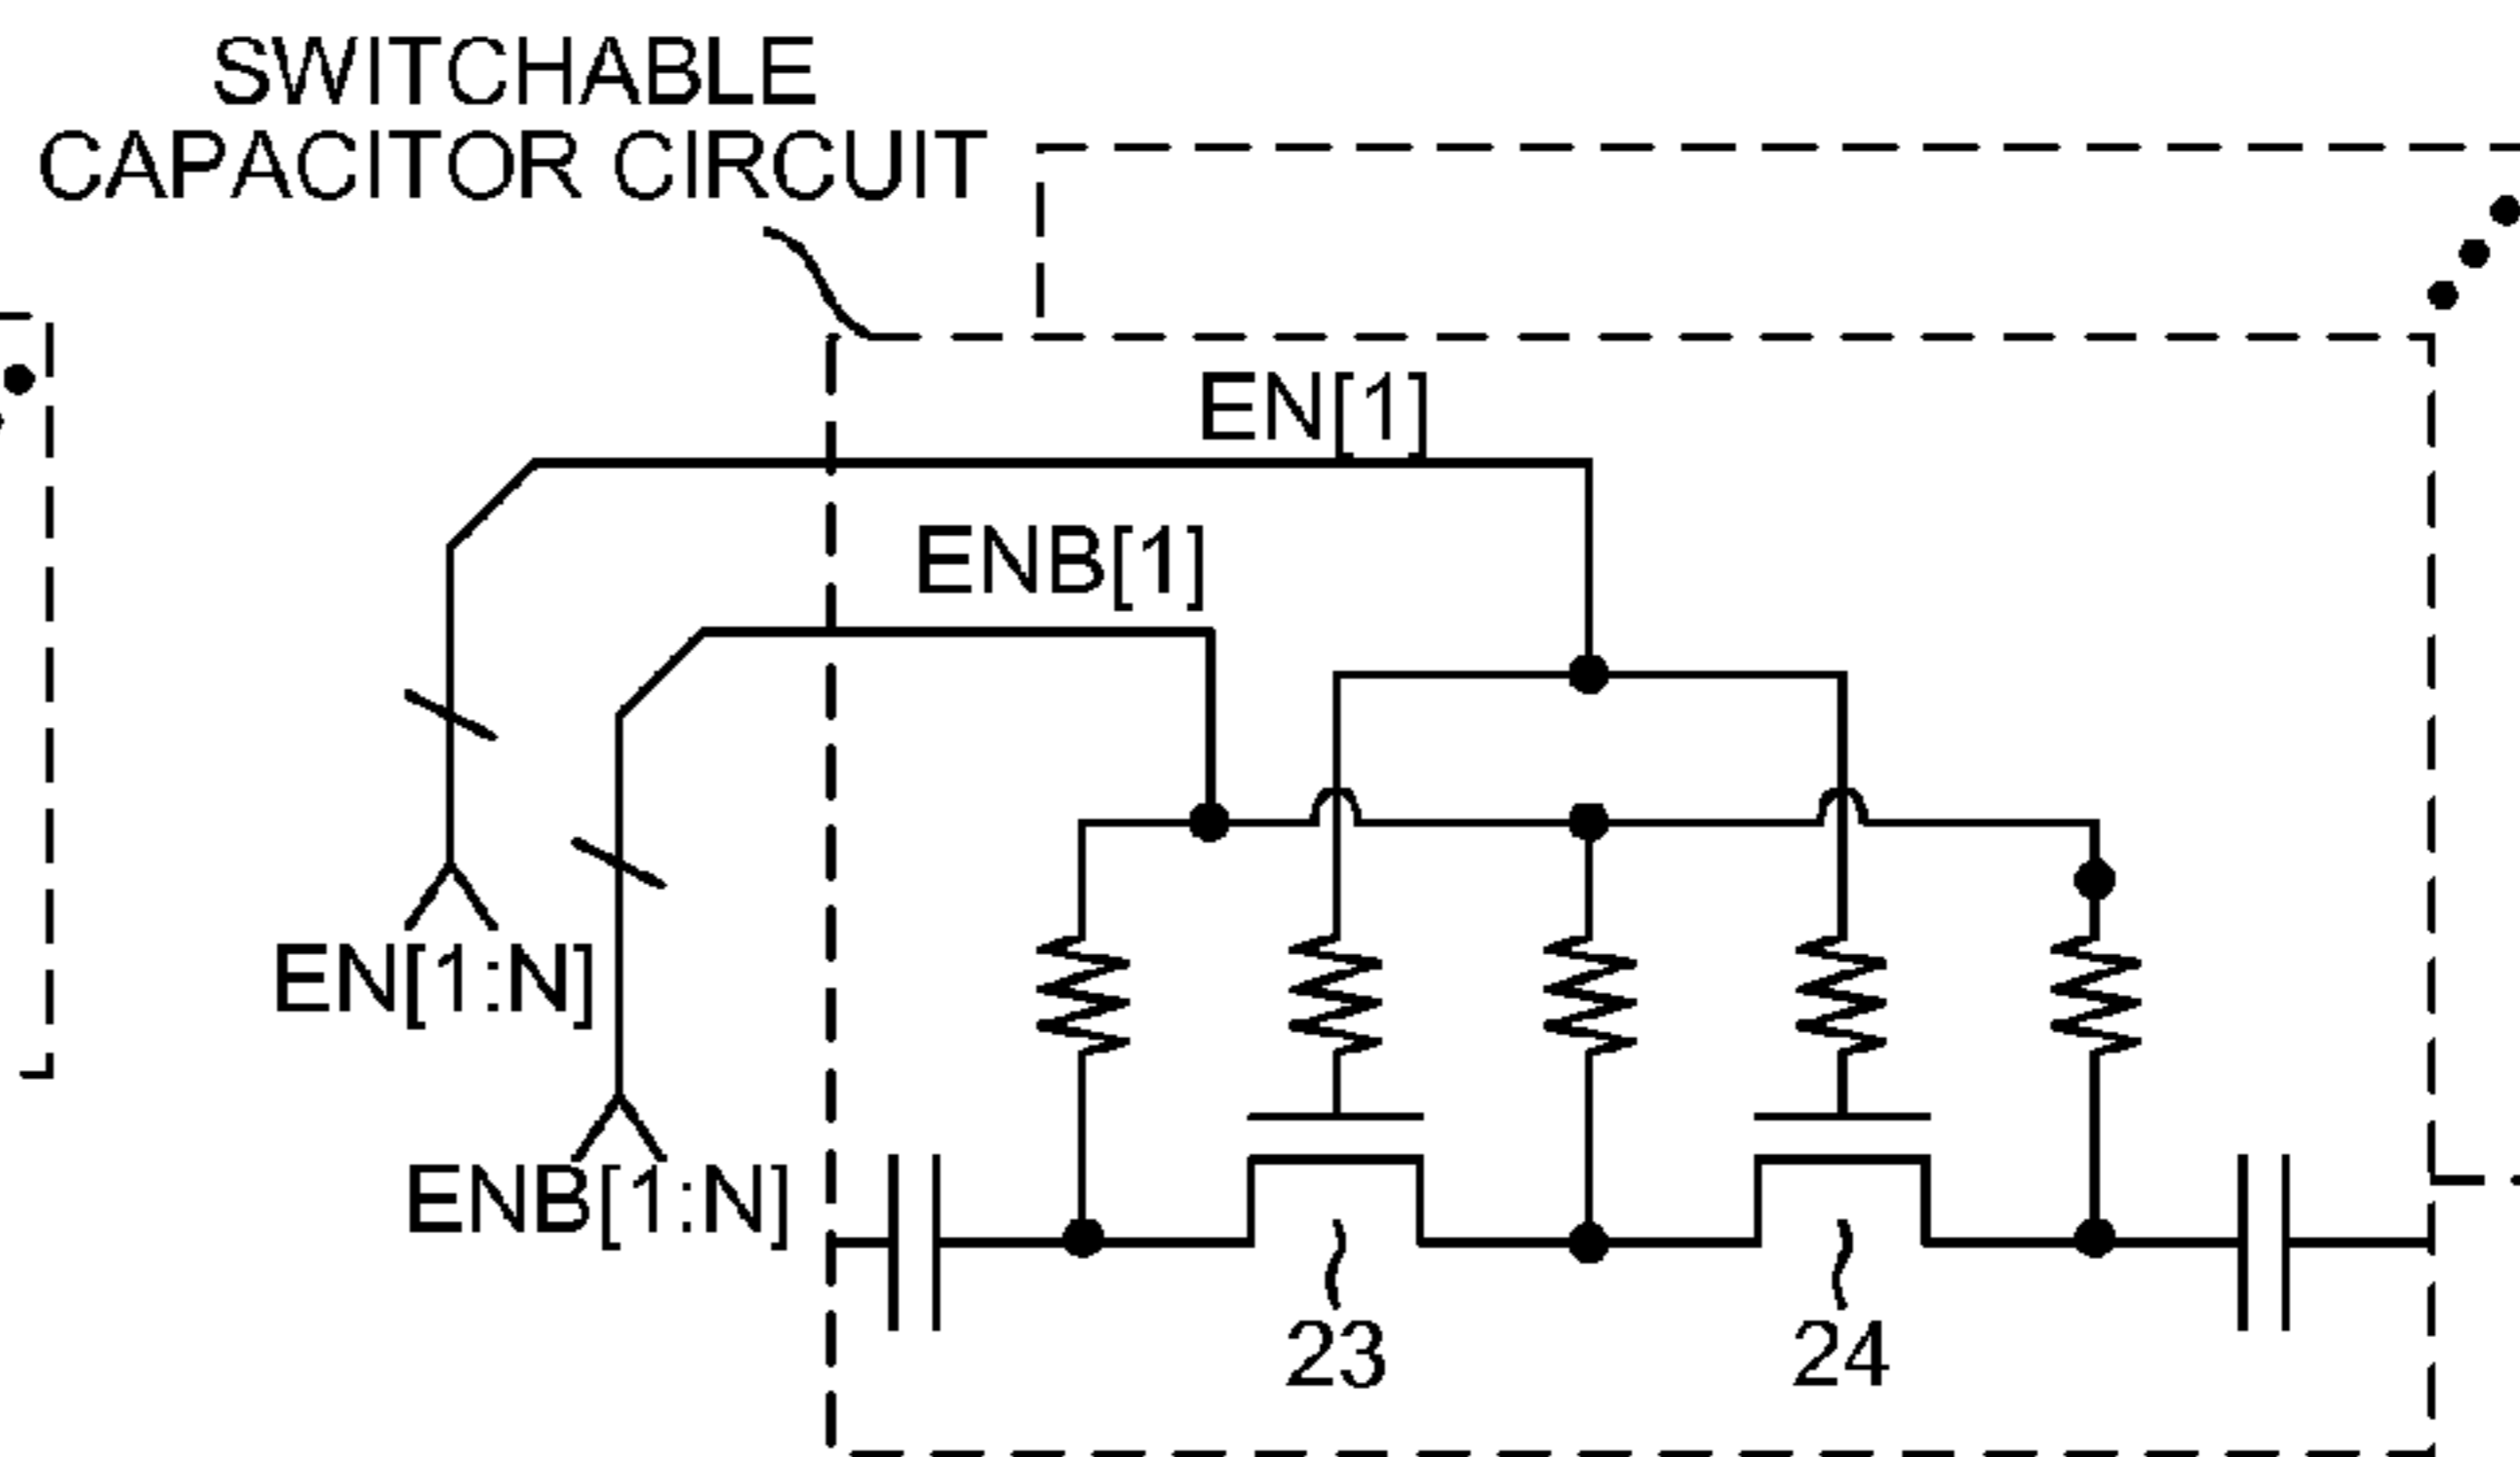 SWITCHABLE
CAPACITOR CIRCUIT
EN[1]
ENB[1]
EN[1:N]
ENB[1:N]
23
24